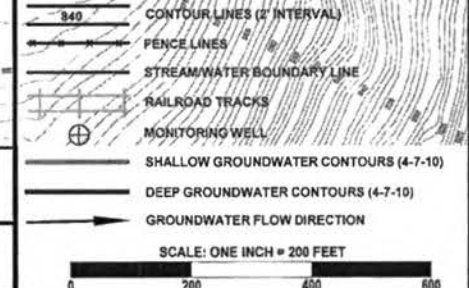 840 CONTOUR LINES (2' INTERVAL)
FENCE LINES
STREAM/WATER BOUNDARY LINE
RAILROAD TRACKS
MONITORING WELL
SHALLOW GROUNDWATER CONTOURS (4-7-10)
DEEP GROUNDWATER CONTOURS (4-7-10)
GROUNDWATER FLOW DIRECTION
SCALE: ONE INCH = 200 FEET
0 200 400 600